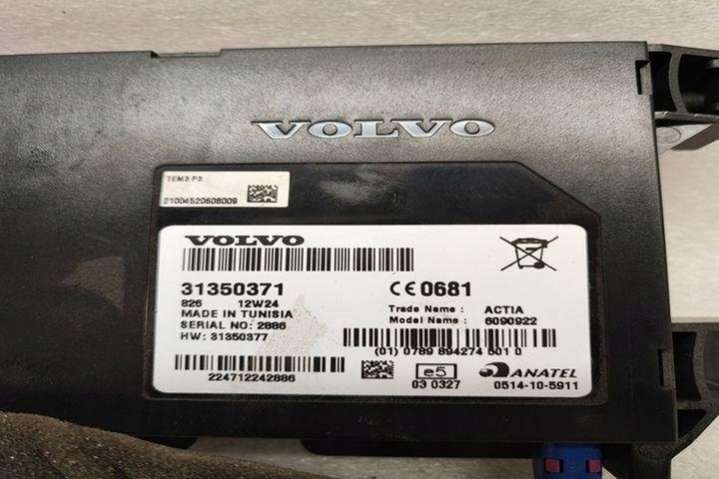 VOLVO
TEM3 P3
21004520608009
VOLVO
31350371
826 12W24
MADE IN TUNISIA
SERIAL NO: 2886
HW: 31350377
224712242886
CE 0681
Trade Name : ACTIA
Model Name : 6090922
(01) 0789 894274 501 0
e5
03 0327
ANATEL
0514-10-5911